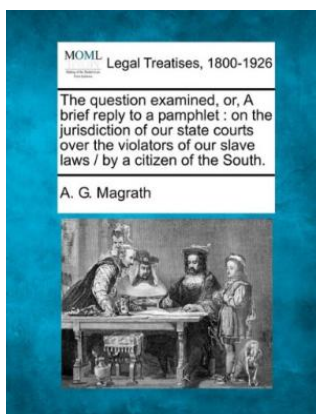 MOML Legal Treatises, 1800-1926
The question examined, or, A
brief reply to a pamphlet : on the
jurisdiction of our state courts
over the violators of our slave
laws / by a citizen of the South.
A. G. Magrath